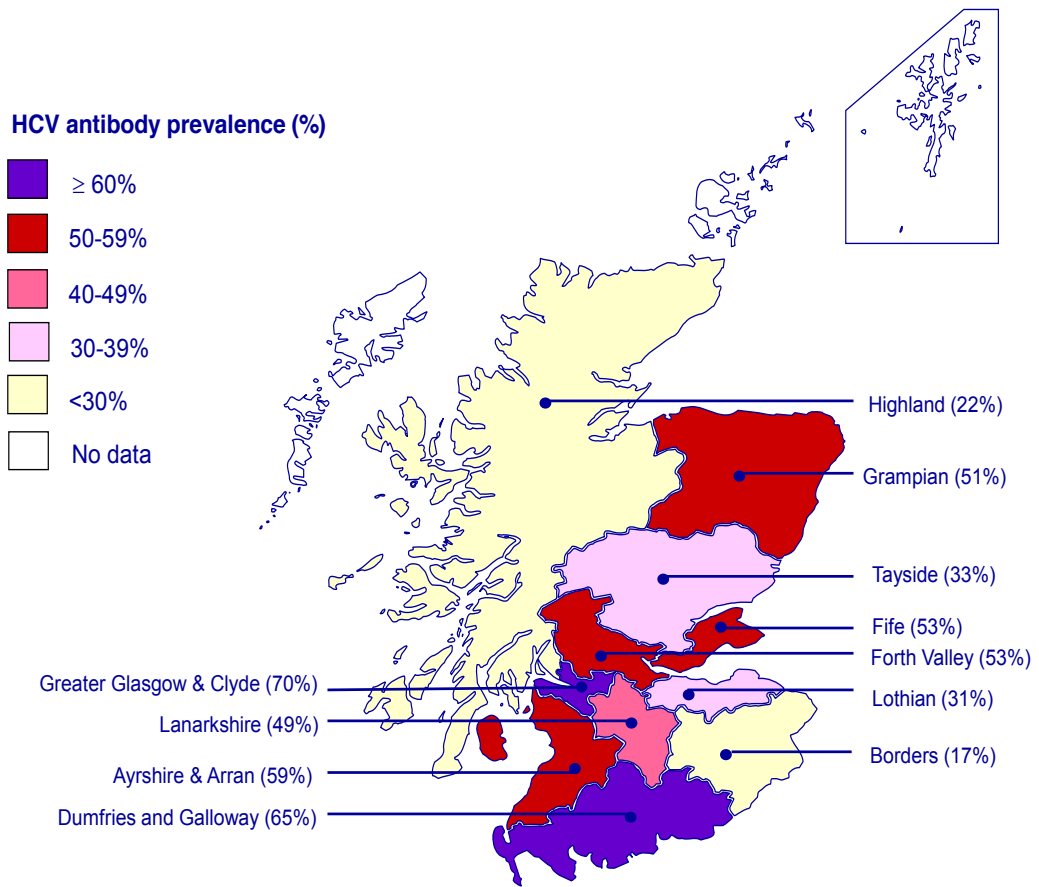 HCV antibody prevalence (%)
≥ 60%
50-59%
40-49%
30-39%
<30%
No data
Highland (22%)
Grampian (51%)
Tayside (33%)
Fife (53%)
Forth Valley (53%)
Lothian (31%)
Borders (17%)
Greater Glasgow & Clyde (70%)
Lanarkshire (49%)
Ayrshire & Arran (59%)
Dumfries and Galloway (65%)